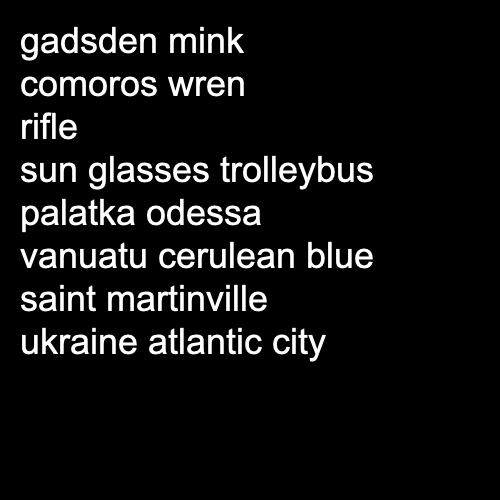 gadsden mink
comoros wren
rifle
sun glasses trolleybus
palatka odessa
vanuatu cerulean blue
saint martinville
ukraine atlantic city